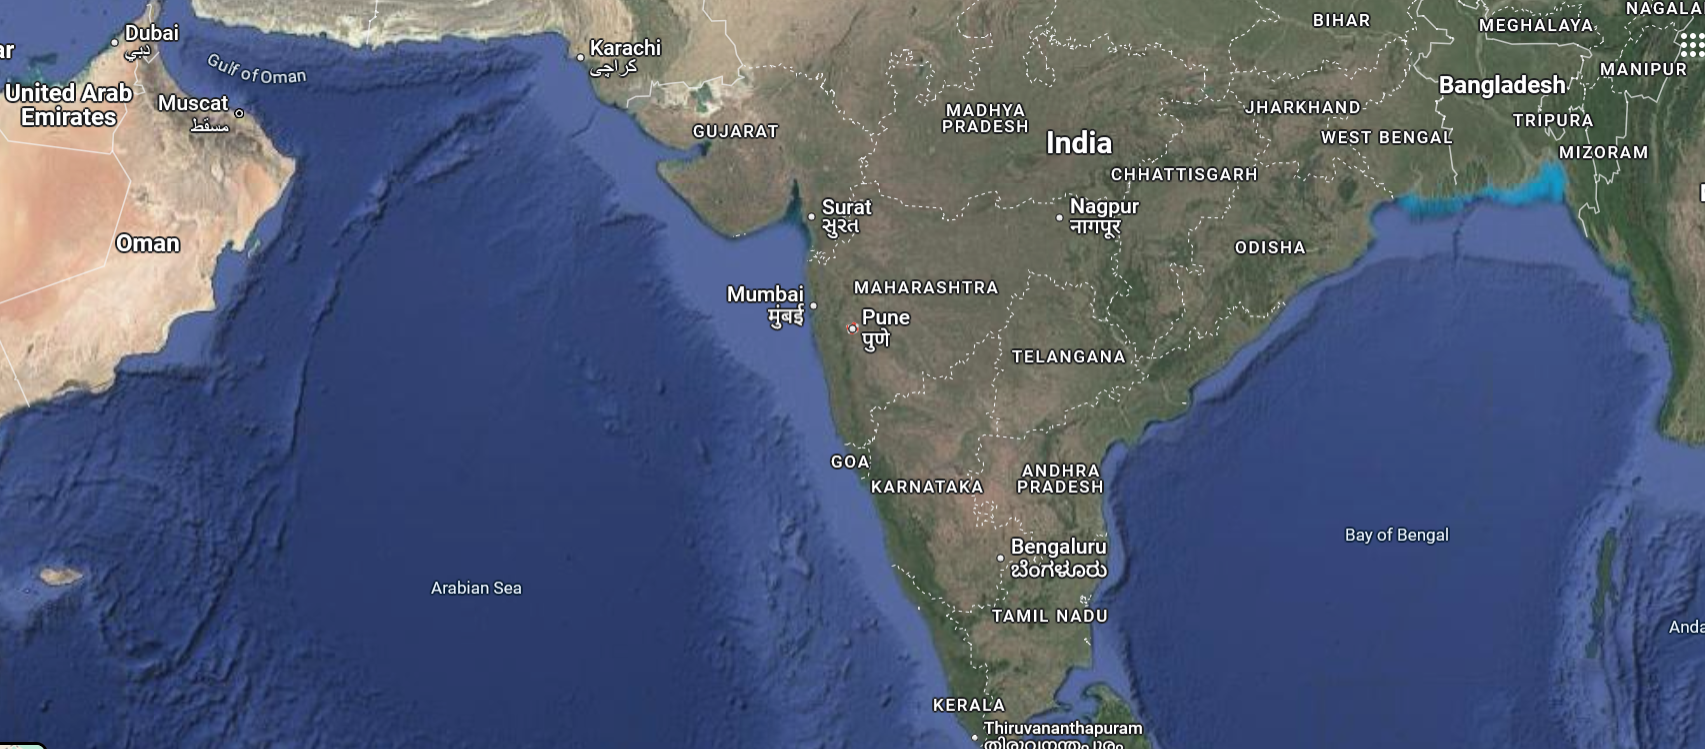 BIHAR
MEGHALAYA
Dubai
دبي
Karachi
كراچی
Gulf of Oman
MANIPUR
Bangladesh
United Arab
Emirates
Muscat
مسقط
GUJARAT
MADHYA
PRADESH
JHARKHAND
India
WEST BENGAL
TRIPURA
MIZORAM
CHHATTISGARH
Surat
સુરત
Nagpur
नागपूर
Oman
ODISHA
Mumbai
मुंबई
MAHARASHTRA
Pune
पुणे
TELANGANA
GOA
KARNATAKA
ANDHRA
PRADESH
Bay of Bengal
Bengaluru
ಬೆಂಗಳೂರು
Arabian Sea
TAMIL NADU
KERALA
Thiruvananthapuram